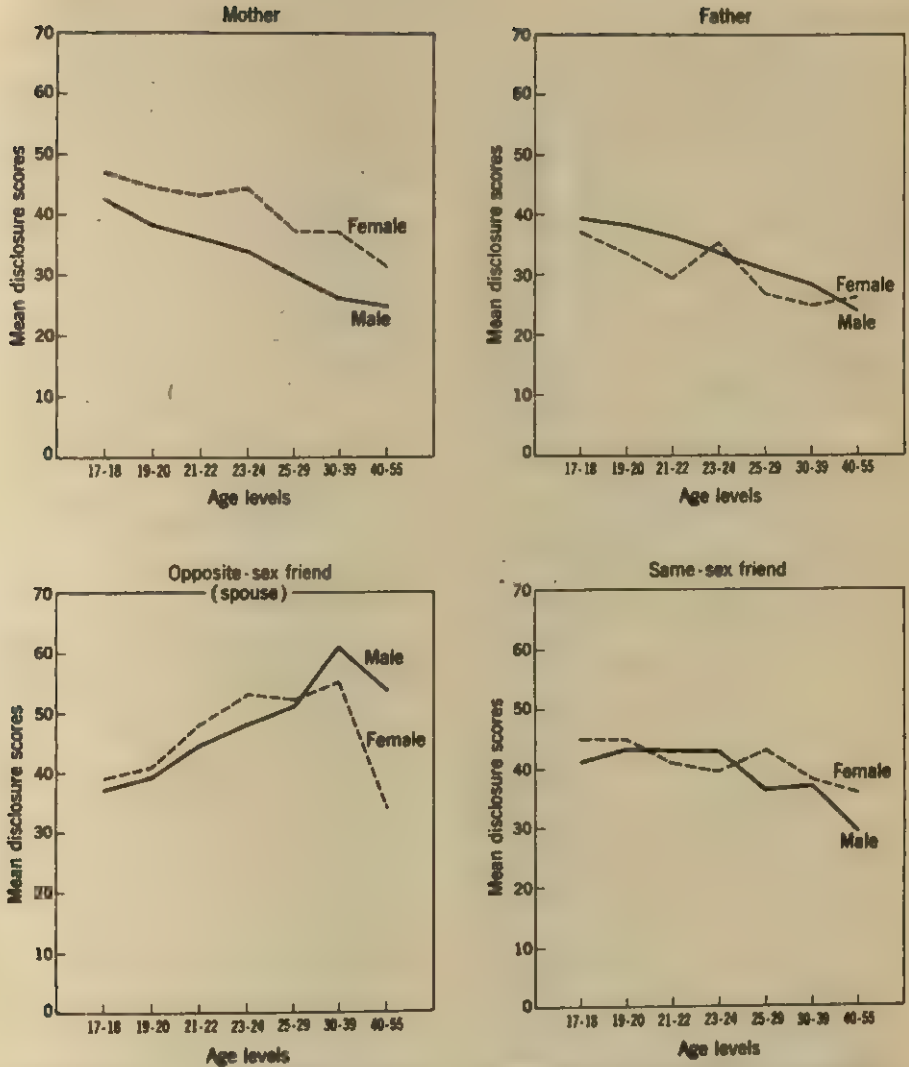 Mother
70
60
50
40
30
20
10
0
Mean disclosure scores
Female
Male
17-18 19-20 21-22 23-24 25-29 30-39 40-55
Age levels
Father
70
60
50
40
30
20
10
0
Mean disclosure scores
Female
Male
17-18 19-20 21-22 23-24 25-29 30-39 40-55
Age levels
Opposite-sex friend
(spouse)
70
60
50
40
30
10
0
Mean disclosure scores
Male
Female
17-18 19-20 21-22 23-24 25-29 30-39 40-55
Age levels
Same-sex friend
70
60
50
40
30
20
10
0
Mean disclosure scores
Female
Male
17-18 19-20 21-22 23-24 25-29 30-39 40-55
Age levels